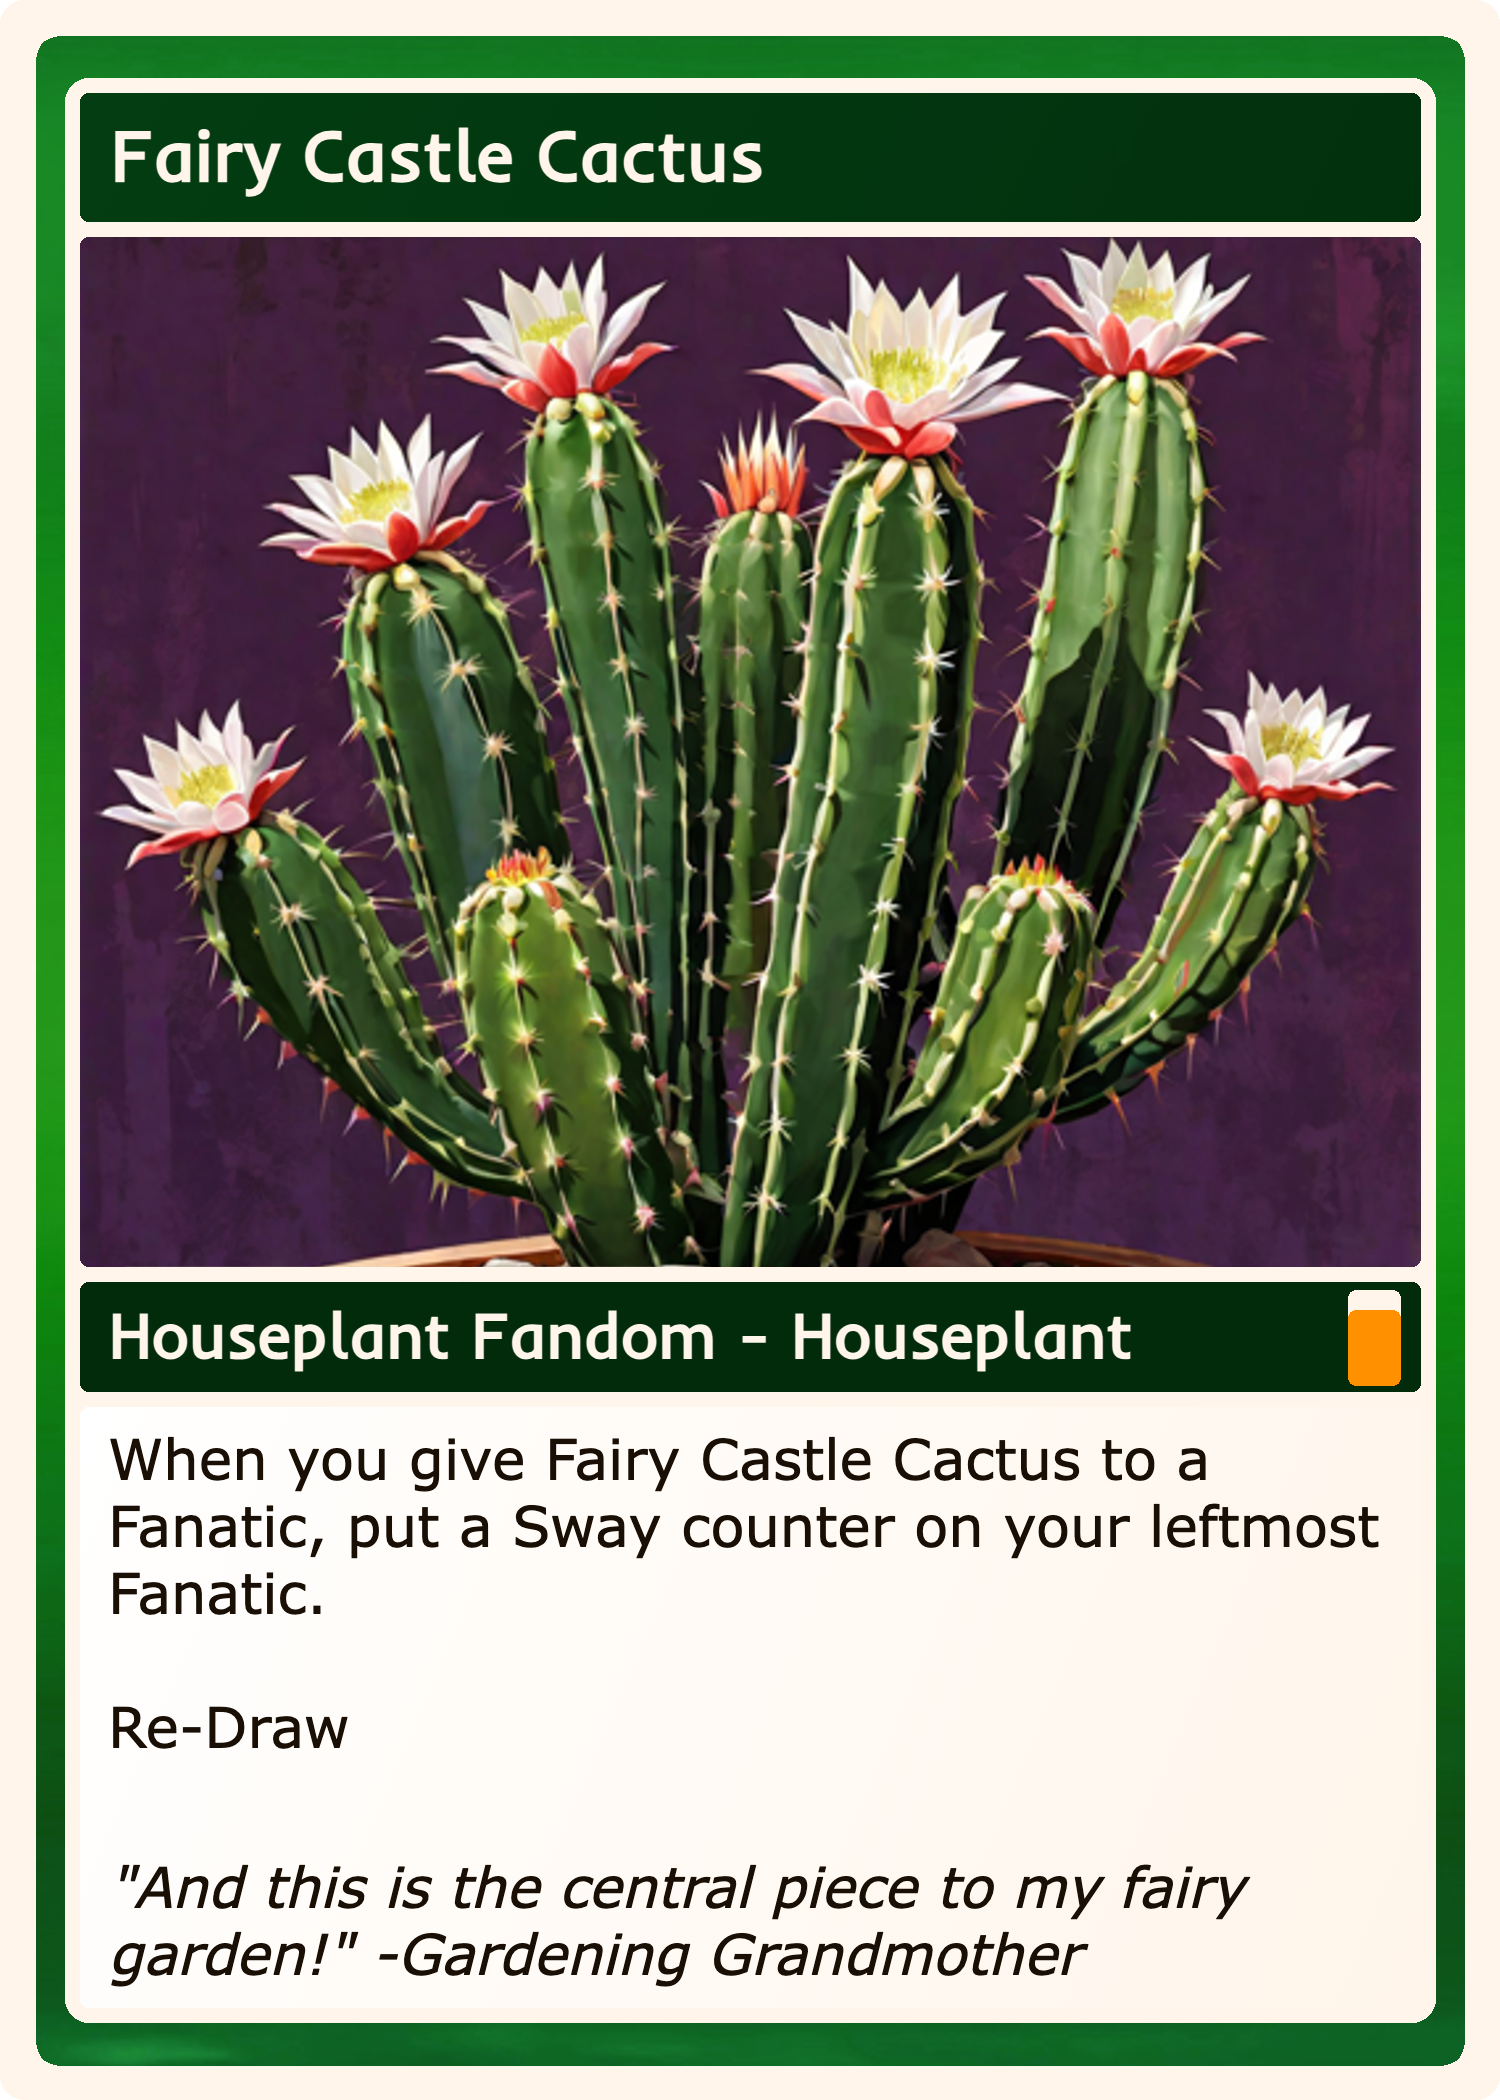 Fairy Castle Cactus
Houseplant Fandom - Houseplant
When you give Fairy Castle Cactus to a
Fanatic, put a Sway counter on your leftmost
Fanatic.
Re-Draw
"And this is the central piece to my fairy
garden!" -Gardening Grandmother